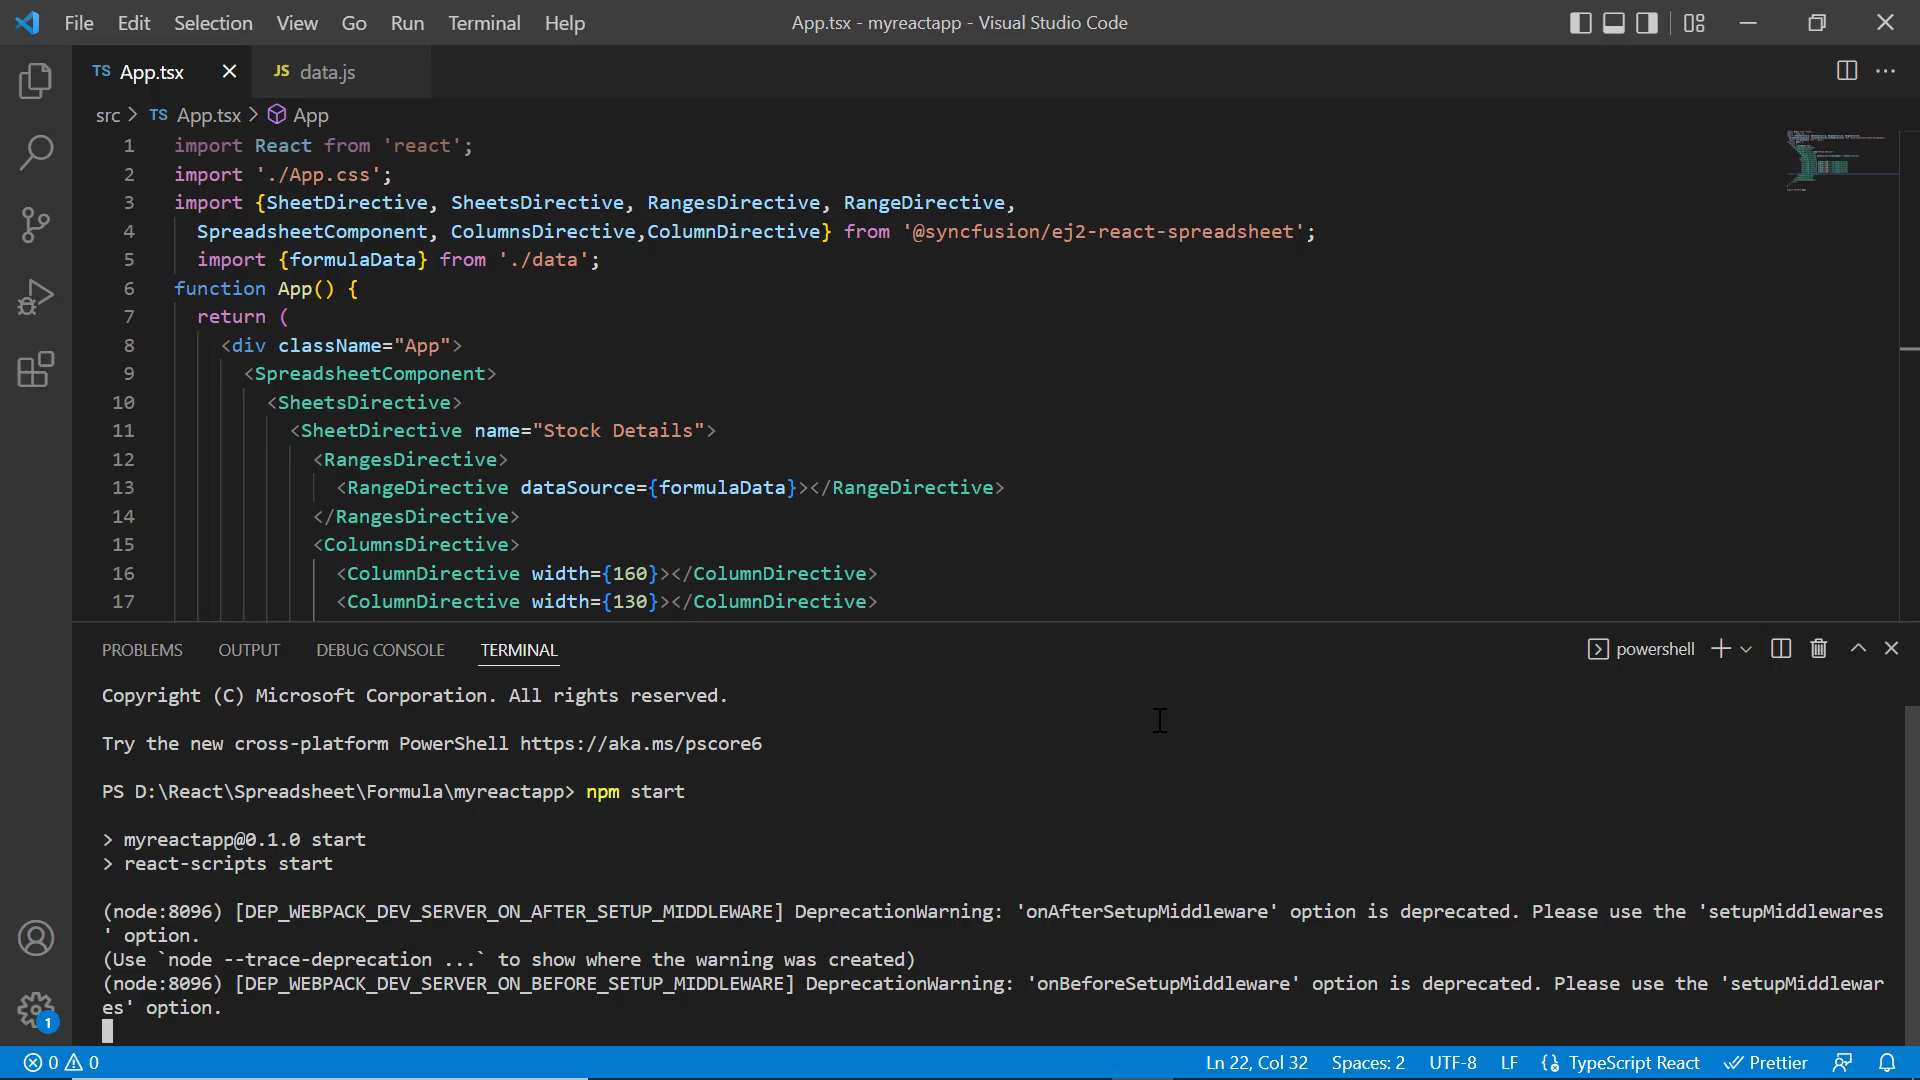 File Edit Selection View Go Run Terminal Help
App.tsx - myreactapp - Visual Studio Code
TS App.tsx
JS data.js
src > TS App.tsx > App
1 import React from 'react';
2 import './App.css';
3 import {SheetDirective, SheetsDirective, RangesDirective, RangeDirective,
4 SpreadsheetComponent, ColumnsDirective,ColumnDirective} from '@syncfusion/ej2-react-spreadsheet';
5 import {formulaData} from './data';
6 function App() {
7 return (
8 <div className="App">
9 <SpreadsheetComponent>
10 <SheetsDirective>
11 <SheetDirective name="Stock Details">
12 <RangesDirective>
13 <RangeDirective dataSource={formulaData}></RangeDirective>
14 </RangesDirective>
15 <ColumnsDirective>
16 <ColumnDirective width={160}></ColumnDirective>
17 <ColumnDirective width={130}></ColumnDirective>
PROBLEMS OUTPUT DEBUG CONSOLE TERMINAL
powershell
Copyright (C) Microsoft Corporation. All rights reserved.
Try the new cross-platform PowerShell https://aka.ms/pscore6
PS D:\React\Spreadsheet\Formula\myreactapp> npm start
> myreactapp@0.1.0 start
> react-scripts start
(node:8096) [DEP_WEBPACK_DEV_SERVER_ON_AFTER_SETUP_MIDDLEWARE] DeprecationWarning: 'onAfterSetupMiddleware' option is deprecated. Please use the 'setupMiddlewares
' option.
(Use `node --trace-deprecation ...` to show where the warning was created)
(node:8096) [DEP_WEBPACK_DEV_SERVER_ON_BEFORE_SETUP_MIDDLEWARE] DeprecationWarning: 'onBeforeSetupMiddleware' option is deprecated. Please use the 'setupMiddlewar
es' option.
1
0 0
Ln 22, Col 32 Spaces: 2 UTF-8 LF TypeScript React Prettier